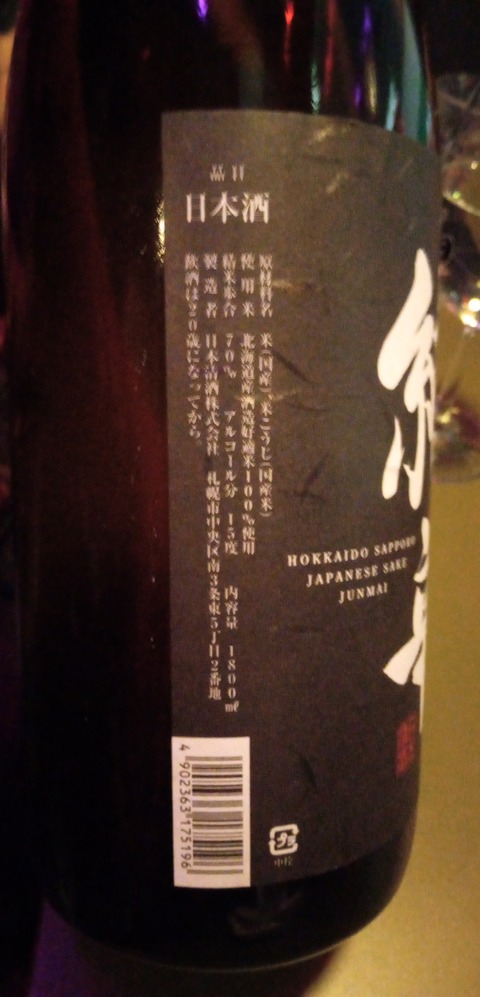 品目
日本酒
原材料名 米(国産)、米こうじ(国産米)
使用米 北海道産酒造好適米100%使用
精米歩合 70% アルコール分 15度 内容量 1800ml
製造者 日本清酒株式会社 札幌市中央区南3条東5丁目2番地
飲酒は20歳になってから。
HOKKAIDO SAPPORO
JAPANESE SAKE
JUNMAI
4 902363 175196
プラ
中栓